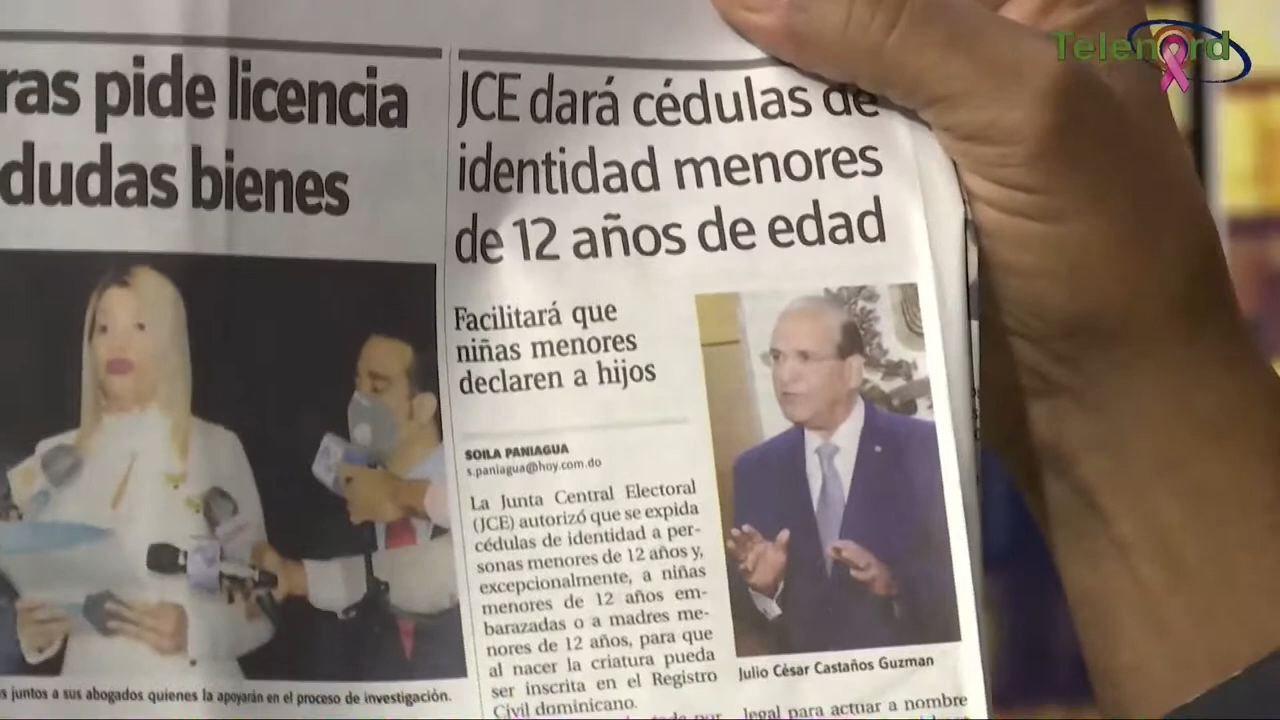 Telenord
ras pide licencia
dudas bienes
s juntos a sus abogados quienes la apoyarán en el proceso de investigación.
JCE dará cédulas de
identidad menores
de 12 años de edad
Facilitará que
niñas menores
declaren a hijos
SOILA PANIAGUA
s.paniagua@hoy.com.do
La Junta Central Electoral
(JCE) autorizó que se expida
cédulas de identidad a per-
sonas menores de 12 años y,
excepcionalmente, a niñas
menores de 12 años em-
barazadas o a madres me-
nores de 12 años, para que
al nacer la criatura pueda
ser inscrita en el Registro
Civil dominicano.
Julio César Castaños Guzman
legal para actuar a nombre